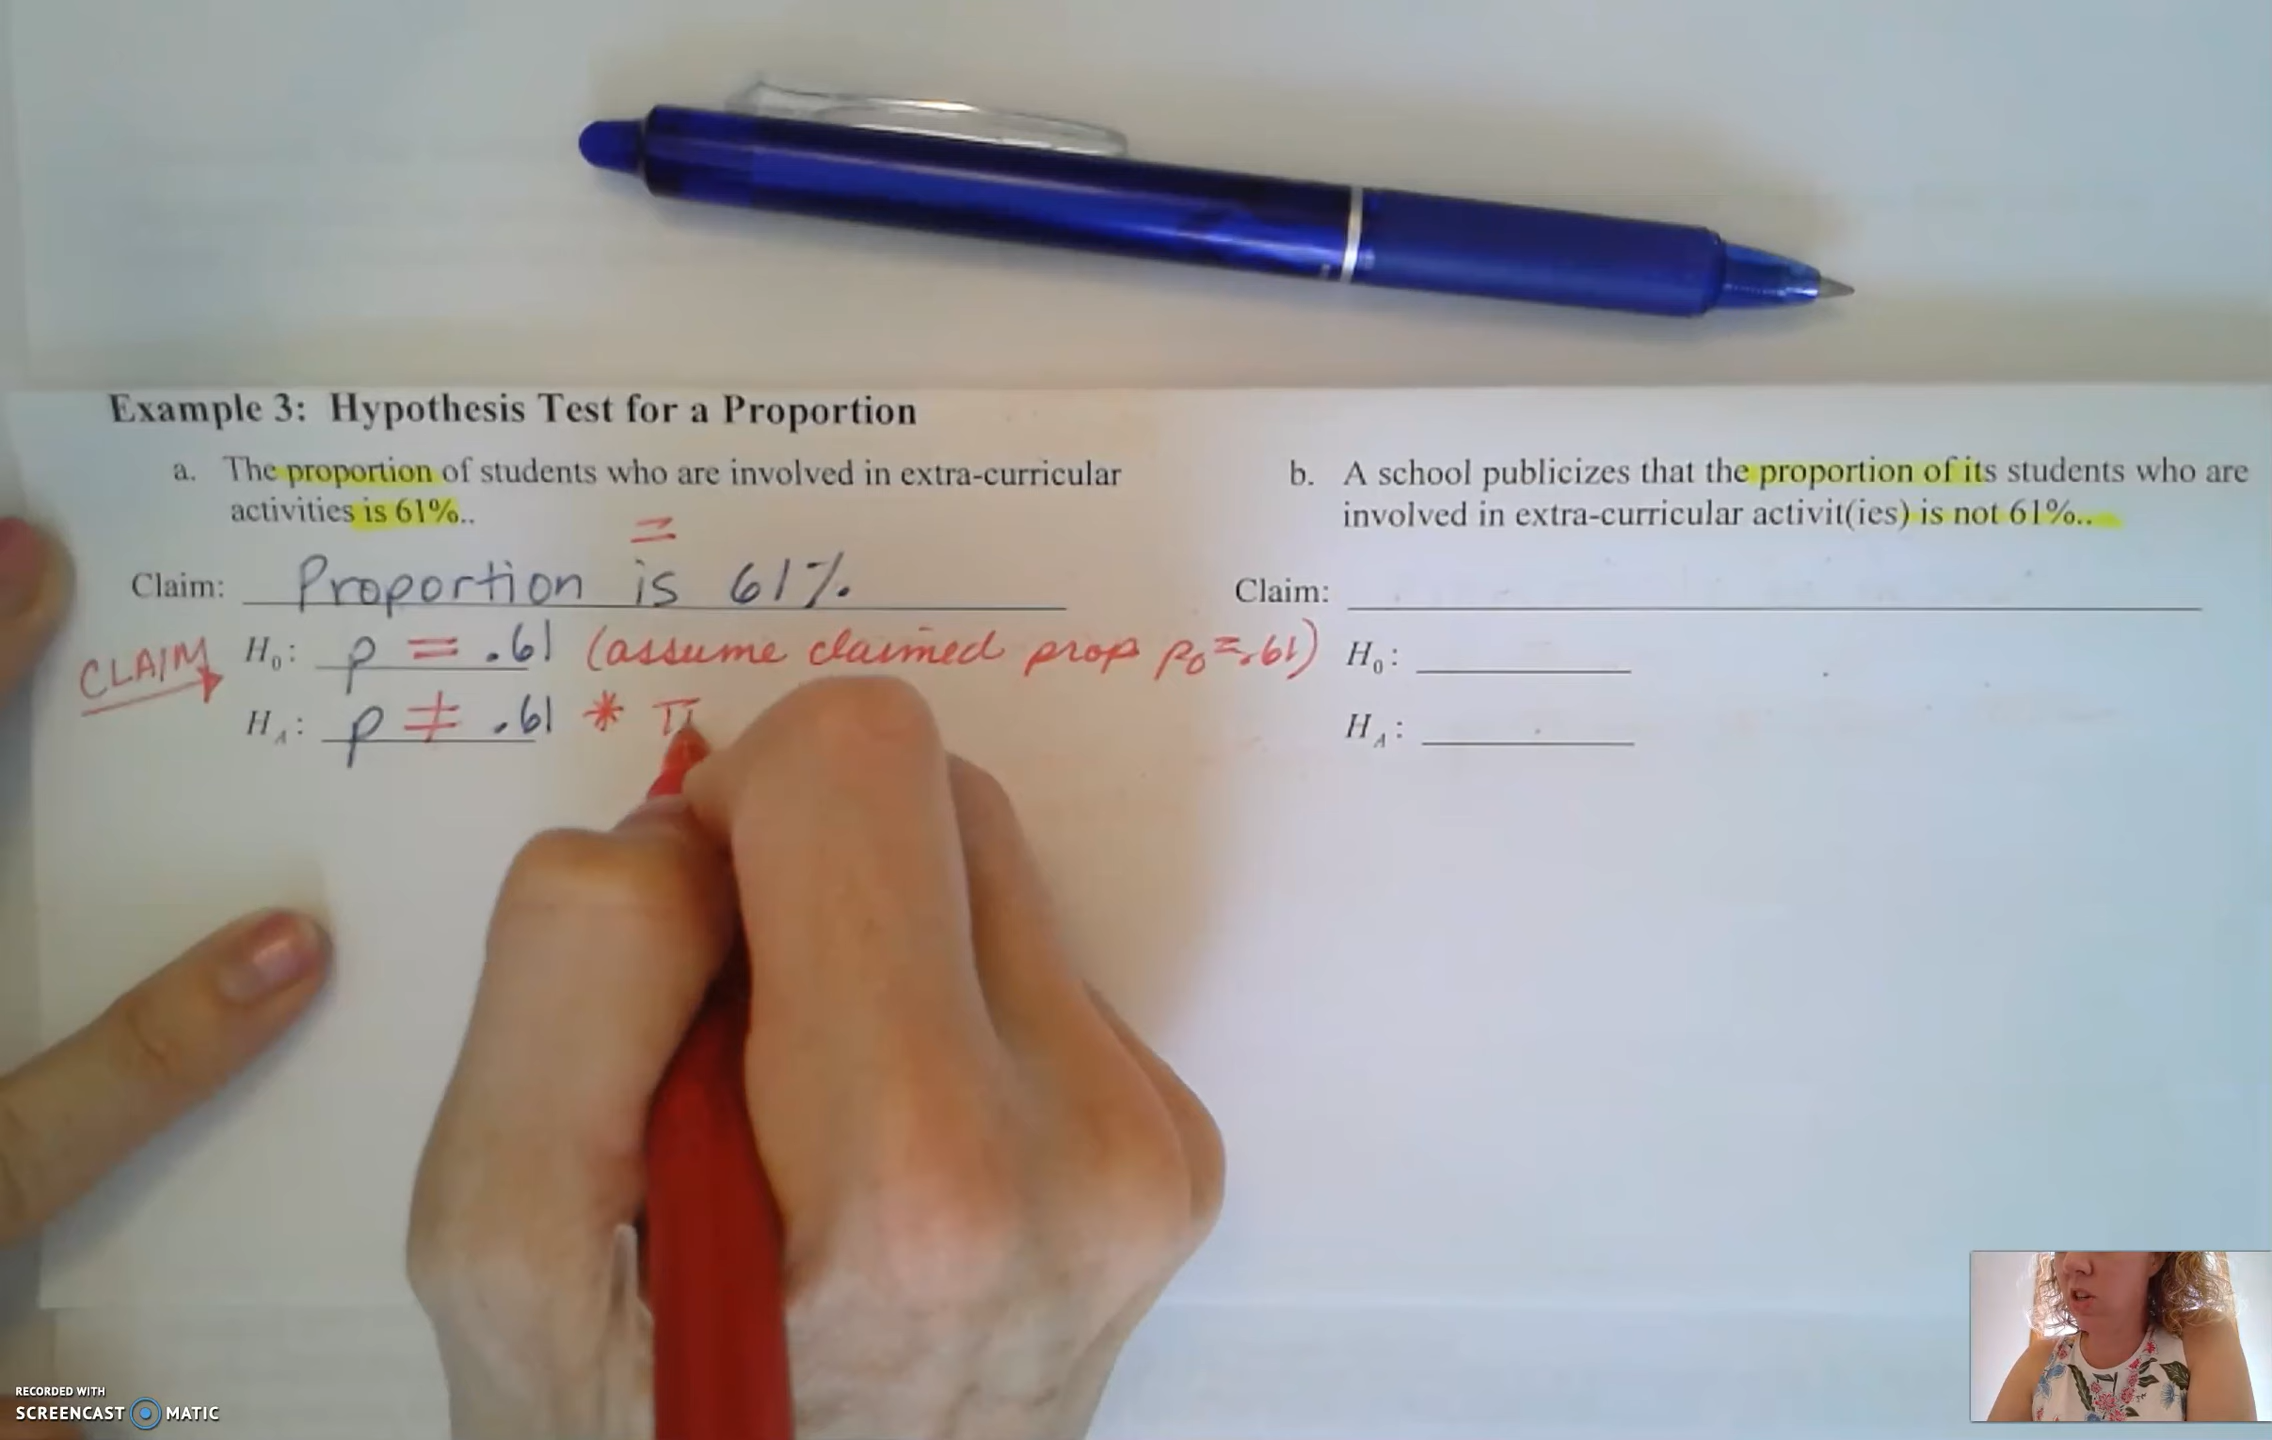 Example 3: Hypothesis Test for a Proportion
a. The proportion of students who are involved in extra-curricular
activities is 61%..
=
Claim: Proportion is 61%.
CLAIM H₀: p = .61 (assume claimed prop p₀=.61)
Hₐ: p ≠ .61 *
b. A school publicizes that the proportion of its students who are
involved in extra-curricular activit(ies) is not 61%..
Claim:
H₀:
Hₐ:
RECORDED WITH
SCREENCAST MATIC